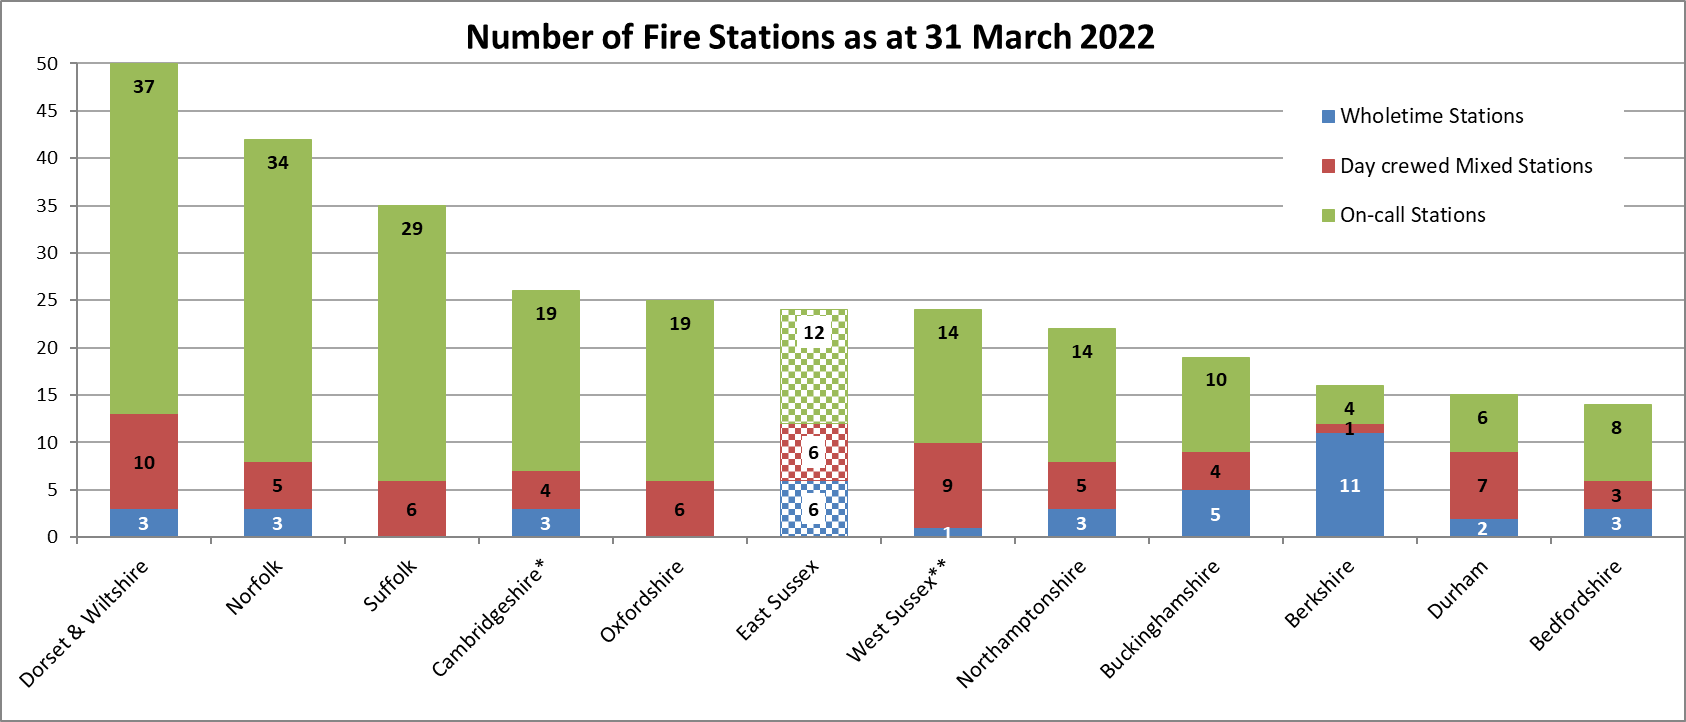 Number of Fire Stations as at 31 March 2022
50
45
40
35
30
25
20
15
10
5
0
Wholetime Stations
Day crewed Mixed Stations
On-call Stations
37
10
3
34
5
3
29
6
19
4
3
19
6
12
6
6
14
9
1
14
5
3
10
4
5
4
1
11
6
7
2
8
3
3
Dorset & Wiltshire
Norfolk
Suffolk
Cambridgeshire*
Oxfordshire
East Sussex
West Sussex**
Northamptonshire
Buckinghamshire
Berkshire
Durham
Bedfordshire